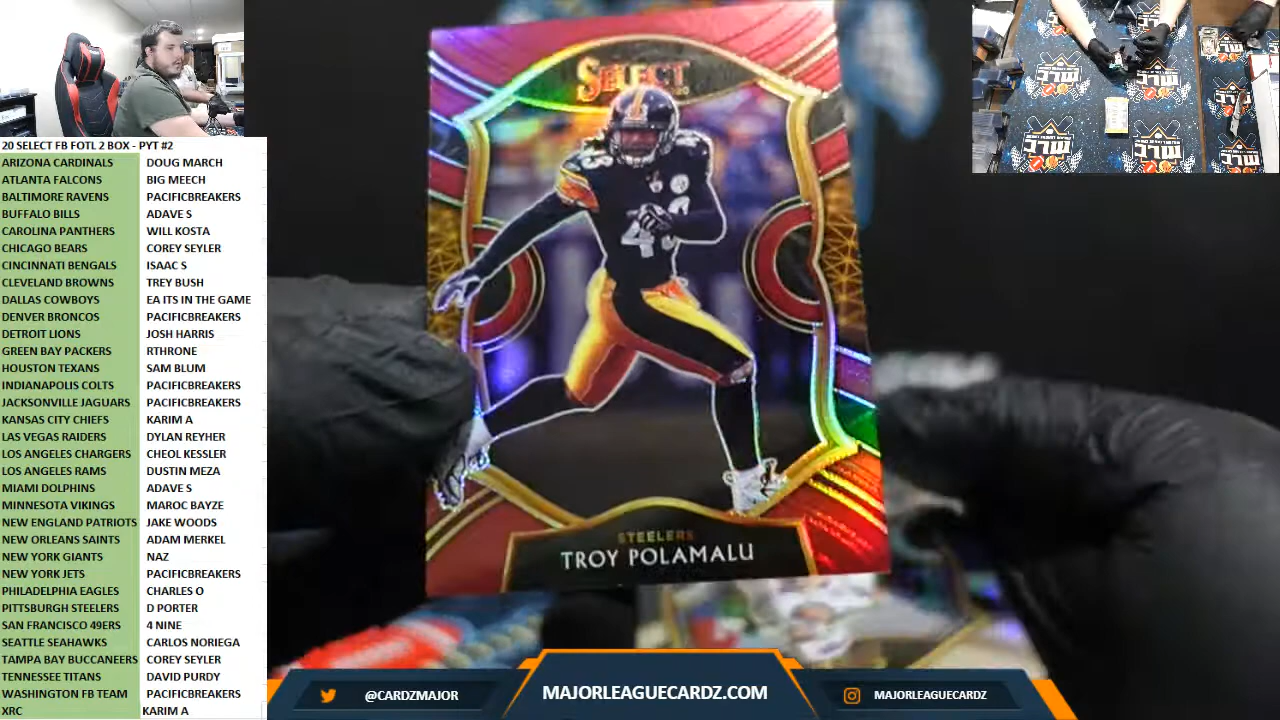 20 SELECT FB FOTL 2 BOX - PYT #2
ARIZONA CARDINALS DOUG MARCH
ATLANTA FALCONS BIG MEECH
BALTIMORE RAVENS PACIFICBREAKERS
BUFFALO BILLS ADAVE S
CAROLINA PANTHERS WILL KOSTA
CHICAGO BEARS COREY SEYLER
CINCINNATI BENGALS ISAAC S
CLEVELAND BROWNS TREY BUSH
DALLAS COWBOYS EA ITS IN THE GAME
DENVER BRONCOS PACIFICBREAKERS
DETROIT LIONS JOSH HARRIS
GREEN BAY PACKERS RTHRONE
HOUSTON TEXANS SAM BLUM
INDIANAPOLIS COLTS PACIFICBREAKERS
JACKSONVILLE JAGUARS PACIFICBREAKERS
KANSAS CITY CHIEFS KARIM A
LAS VEGAS RAIDERS DYLAN REYHER
LOS ANGELES CHARGERS CHEOL KESSLER
LOS ANGELES RAMS DUSTIN MEZA
MIAMI DOLPHINS ADAVE S
MINNESOTA VIKINGS MAROC BAYZE
NEW ENGLAND PATRIOTS JAKE WOODS
NEW ORLEANS SAINTS ADAM MERKEL
NEW YORK GIANTS NAZ
NEW YORK JETS PACIFICBREAKERS
PHILADELPHIA EAGLES CHARLES O
PITTSBURGH STEELERS D PORTER
SAN FRANCISCO 49ERS 4 NINE
SEATTLE SEAHAWKS CARLOS NORIEGA
TAMPA BAY BUCCANEERS COREY SEYLER
TENNESSEE TITANS DAVID PURDY
WASHINGTON FB TEAM PACIFICBREAKERS
XRC KARIM A
SELECT
43
43
STEELERS
TROY POLAMALU
@CARDZMAJOR
MAJORLEAGUECARDZ.COM
MAJORLEAGUECARDZ